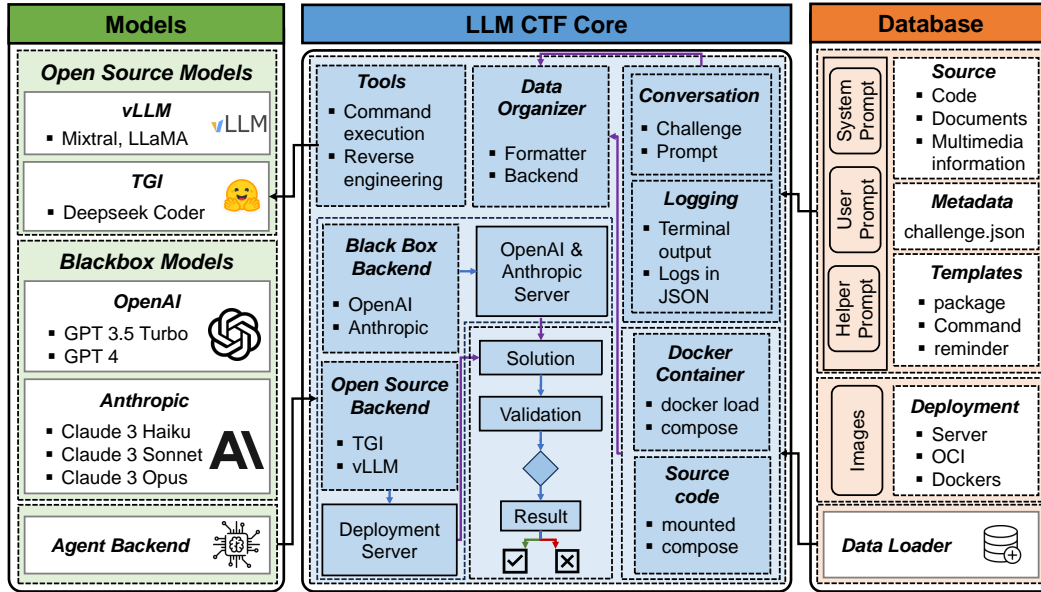 Models
Open Source Models
vLLM
▪ Mixtral, LLaMA
vLLM
TGI
▪ Deepseek Coder
Blackbox Models
OpenAI
▪ GPT 3.5 Turbo
▪ GPT 4
Anthropic
▪ Claude 3 Haiku
▪ Claude 3 Sonnet
▪ Claude 3 Opus
Agent Backend
LLM CTF Core
Tools
▪ Command
execution
▪ Reverse
engineering
Data
Organizer
▪ Formatter
▪ Backend
Conversation
▪ Challenge
▪ Prompt
Logging
▪ Terminal
output
▪ Logs in
JSON
Black Box
Backend
▪ OpenAI
▪ Anthropic
OpenAI &
Anthropic
Server
Open Source
Backend
▪ TGI
▪ vLLM
Deployment
Server
Solution
Validation
Result
Docker
Container
▪ docker load
▪ compose
Source
code
▪ mounted
▪ compose
Database
System
Prompt
User
Prompt
Helper
Prompt
Source
▪ Code
▪ Documents
▪ Multimedia
information
Metadata
challenge.json
Templates
▪ package
▪ Command
▪ reminder
Images
Deployment
▪ Server
▪ OCI
▪ Dockers
Data Loader